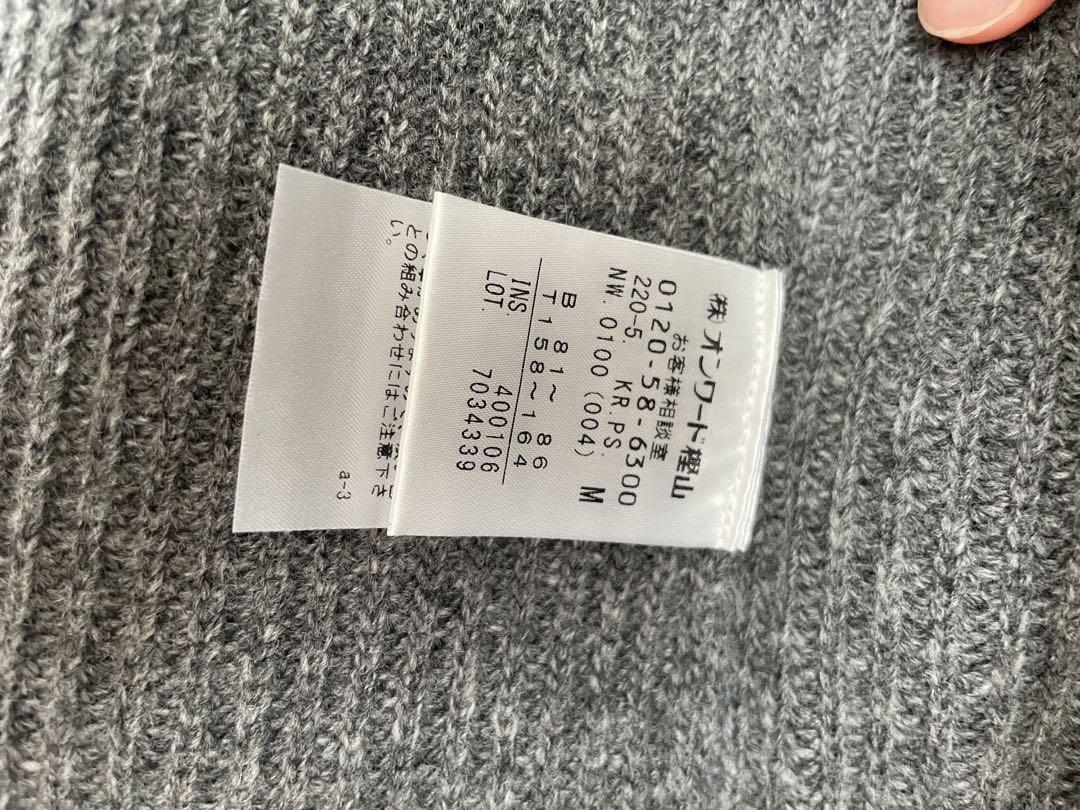 (株)オンワード樫山
お客様相談室
0120-58-6300
220-5. KR.PS.
NW. 0100 (004) M
B 81～ 86
T 158～164
INS. 400106
LOT. 7034339
との組み合わせにはご注意下さ
い。
a-3